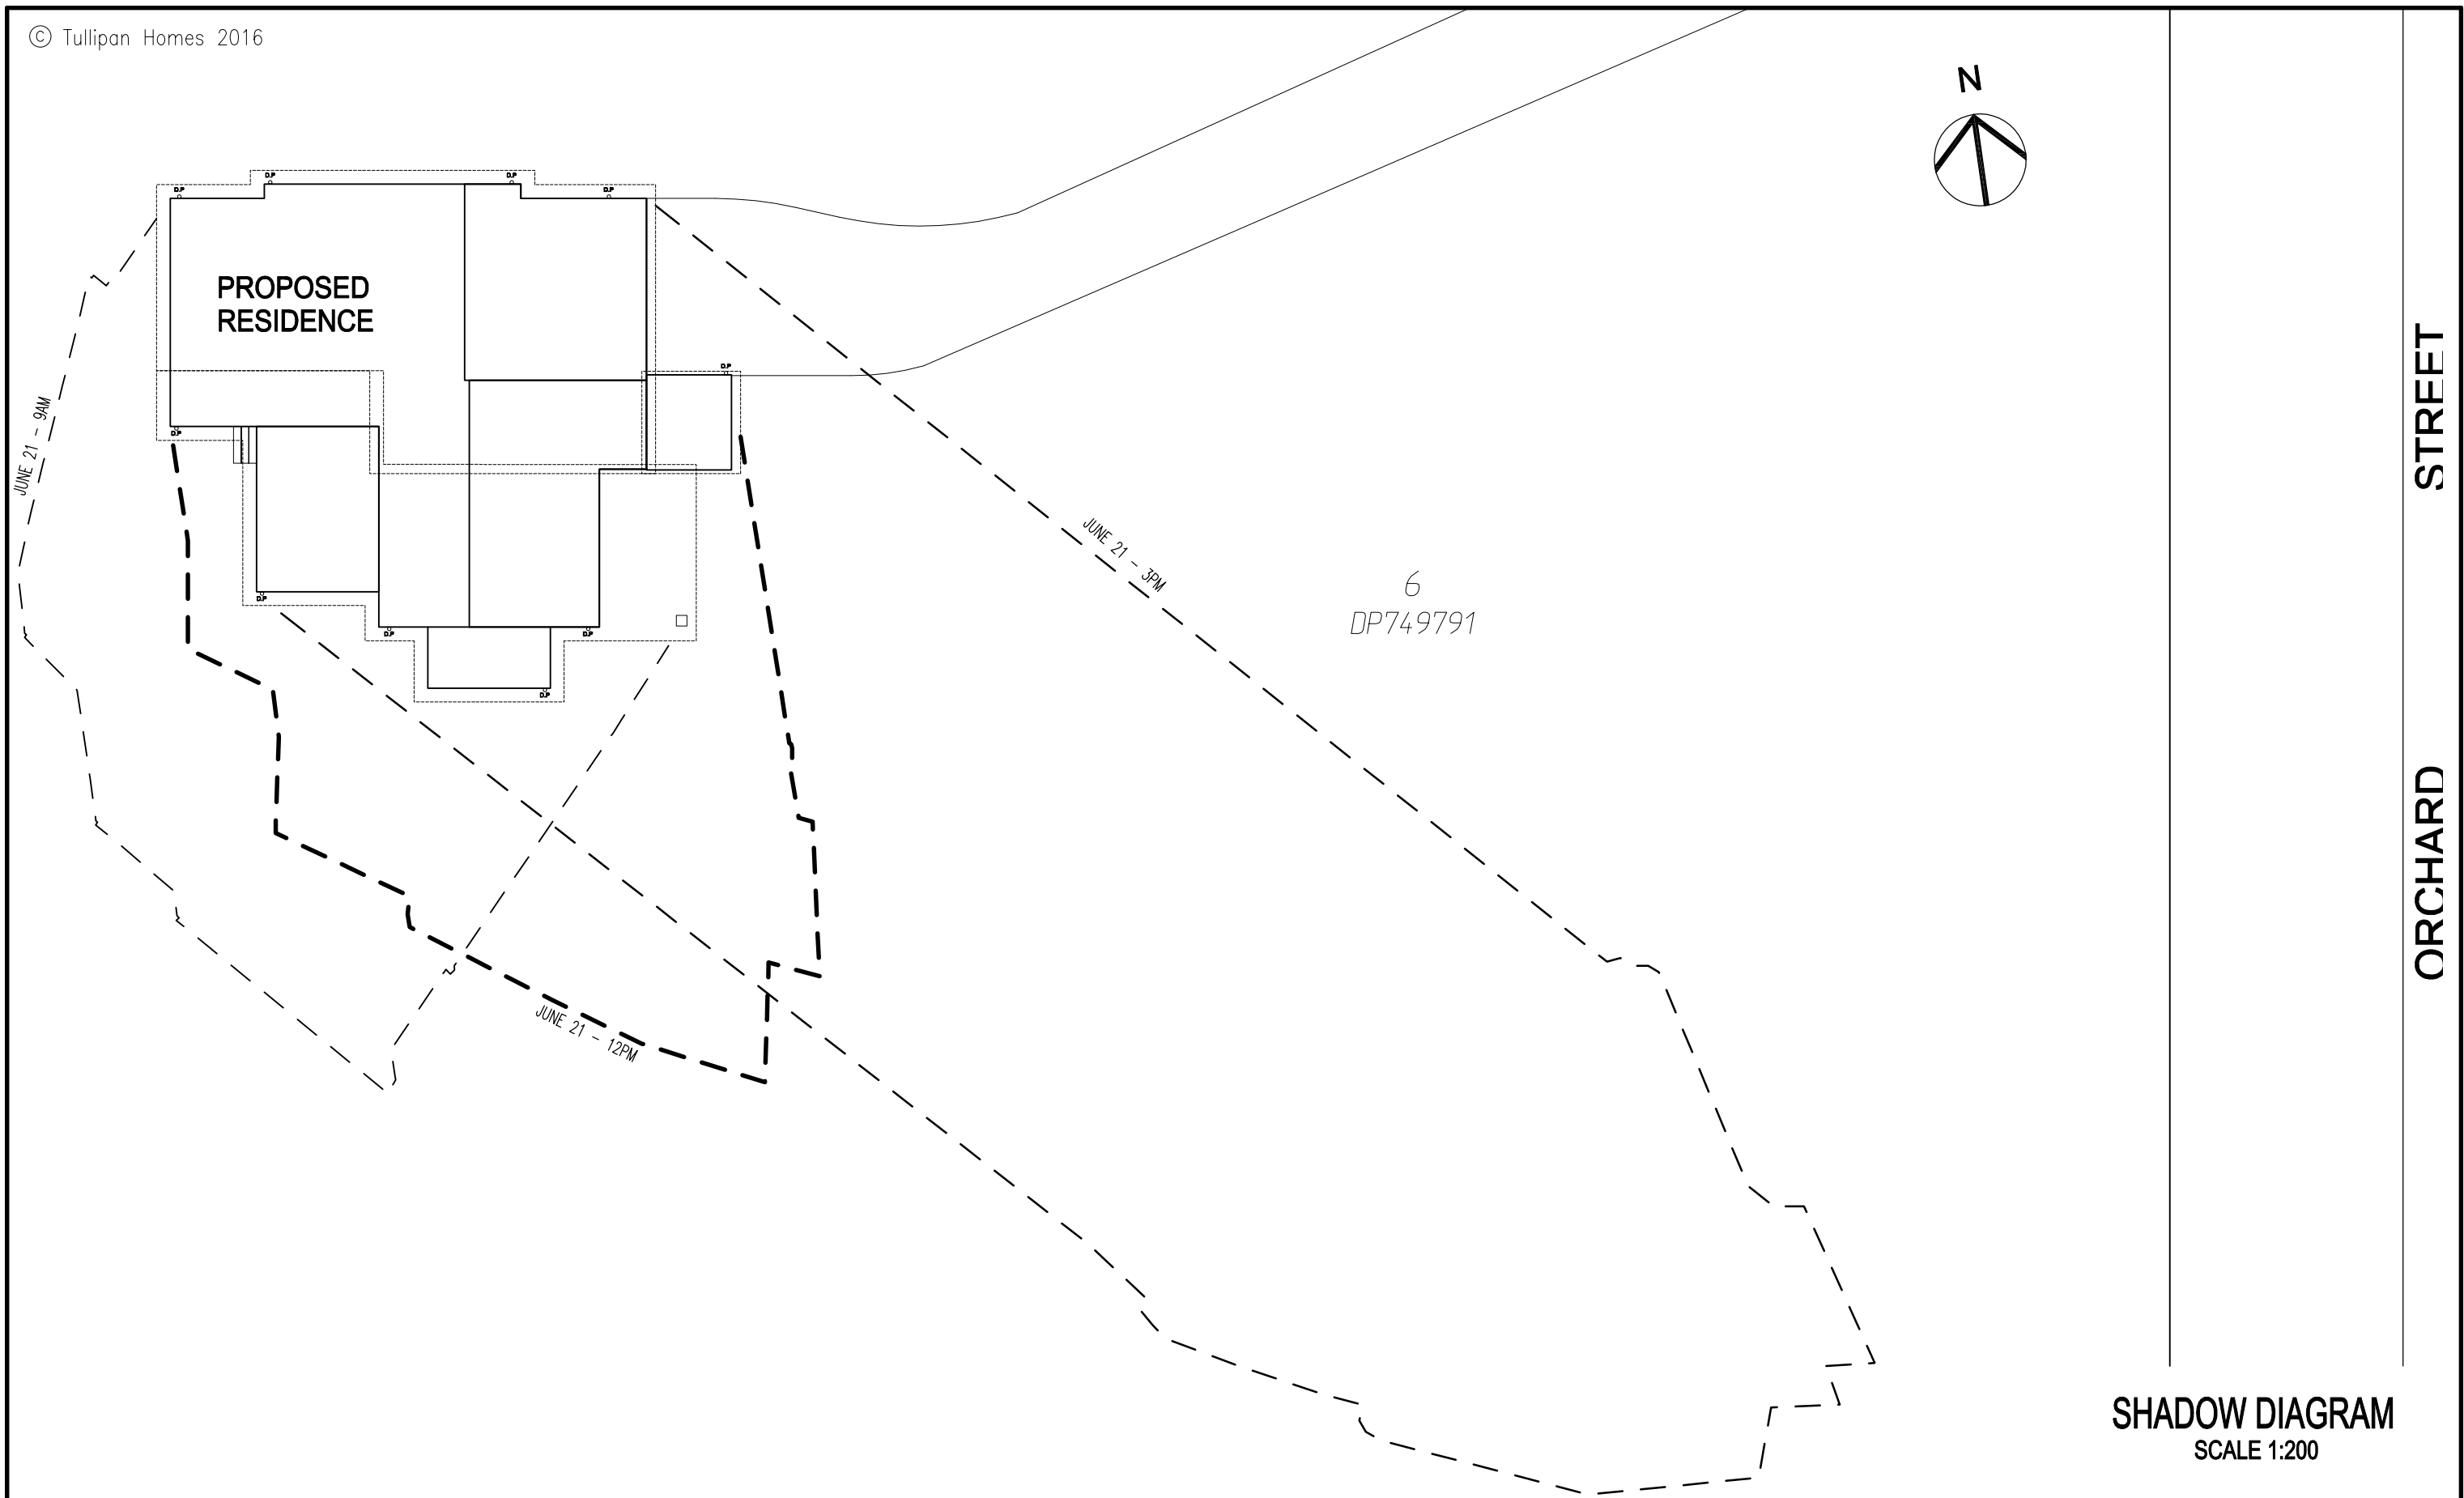 © Tullipan Homes 2016
N
D.P
D.P
D.P
D.P
PROPOSED
RESIDENCE
D.P
D.P
D.P
D.P
D.P
D.P
JUNE 21 - 9AM
JUNE 21 - 3PM
JUNE 21 - 12PM
6
DP749791
ORCHARD STREET
SHADOW DIAGRAM
SCALE 1:200